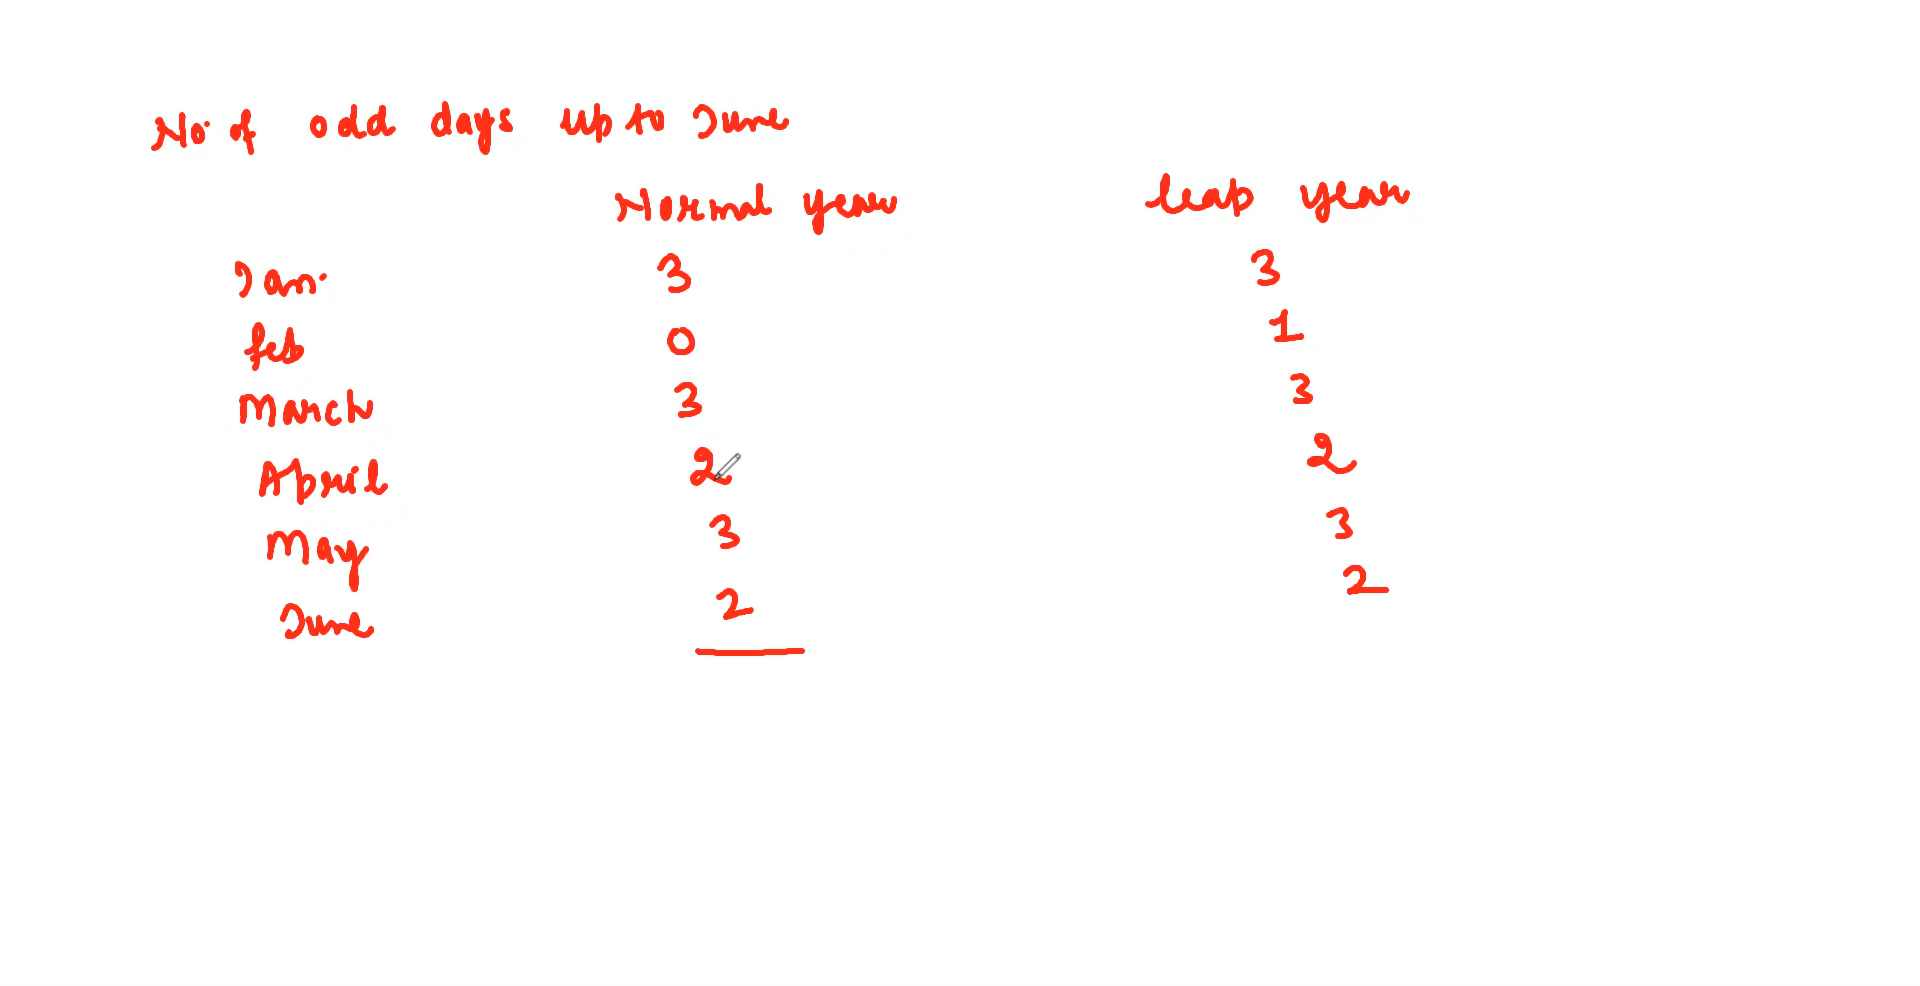 No. of odd days up to June
Normal year leap year
Jan. 3 3
feb 0 1
March 3 3
April 2 2
May 3 3
June 2 2